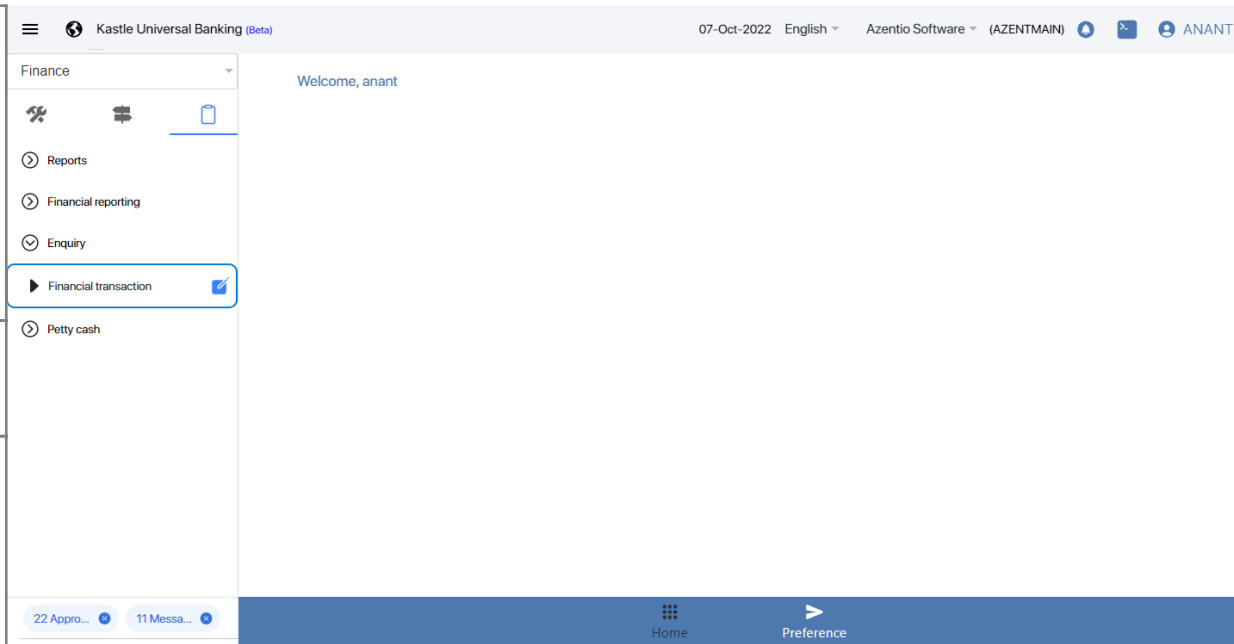 Kastle Universal Banking (Beta) 07-Oct-2022 English Azentio Software (AZENTMAIN) ANANT
Finance
Welcome, anant
Reports
Financial reporting
Enquiry
Financial transaction
Petty cash
22 Appro... 11 Messa...
Home Preference